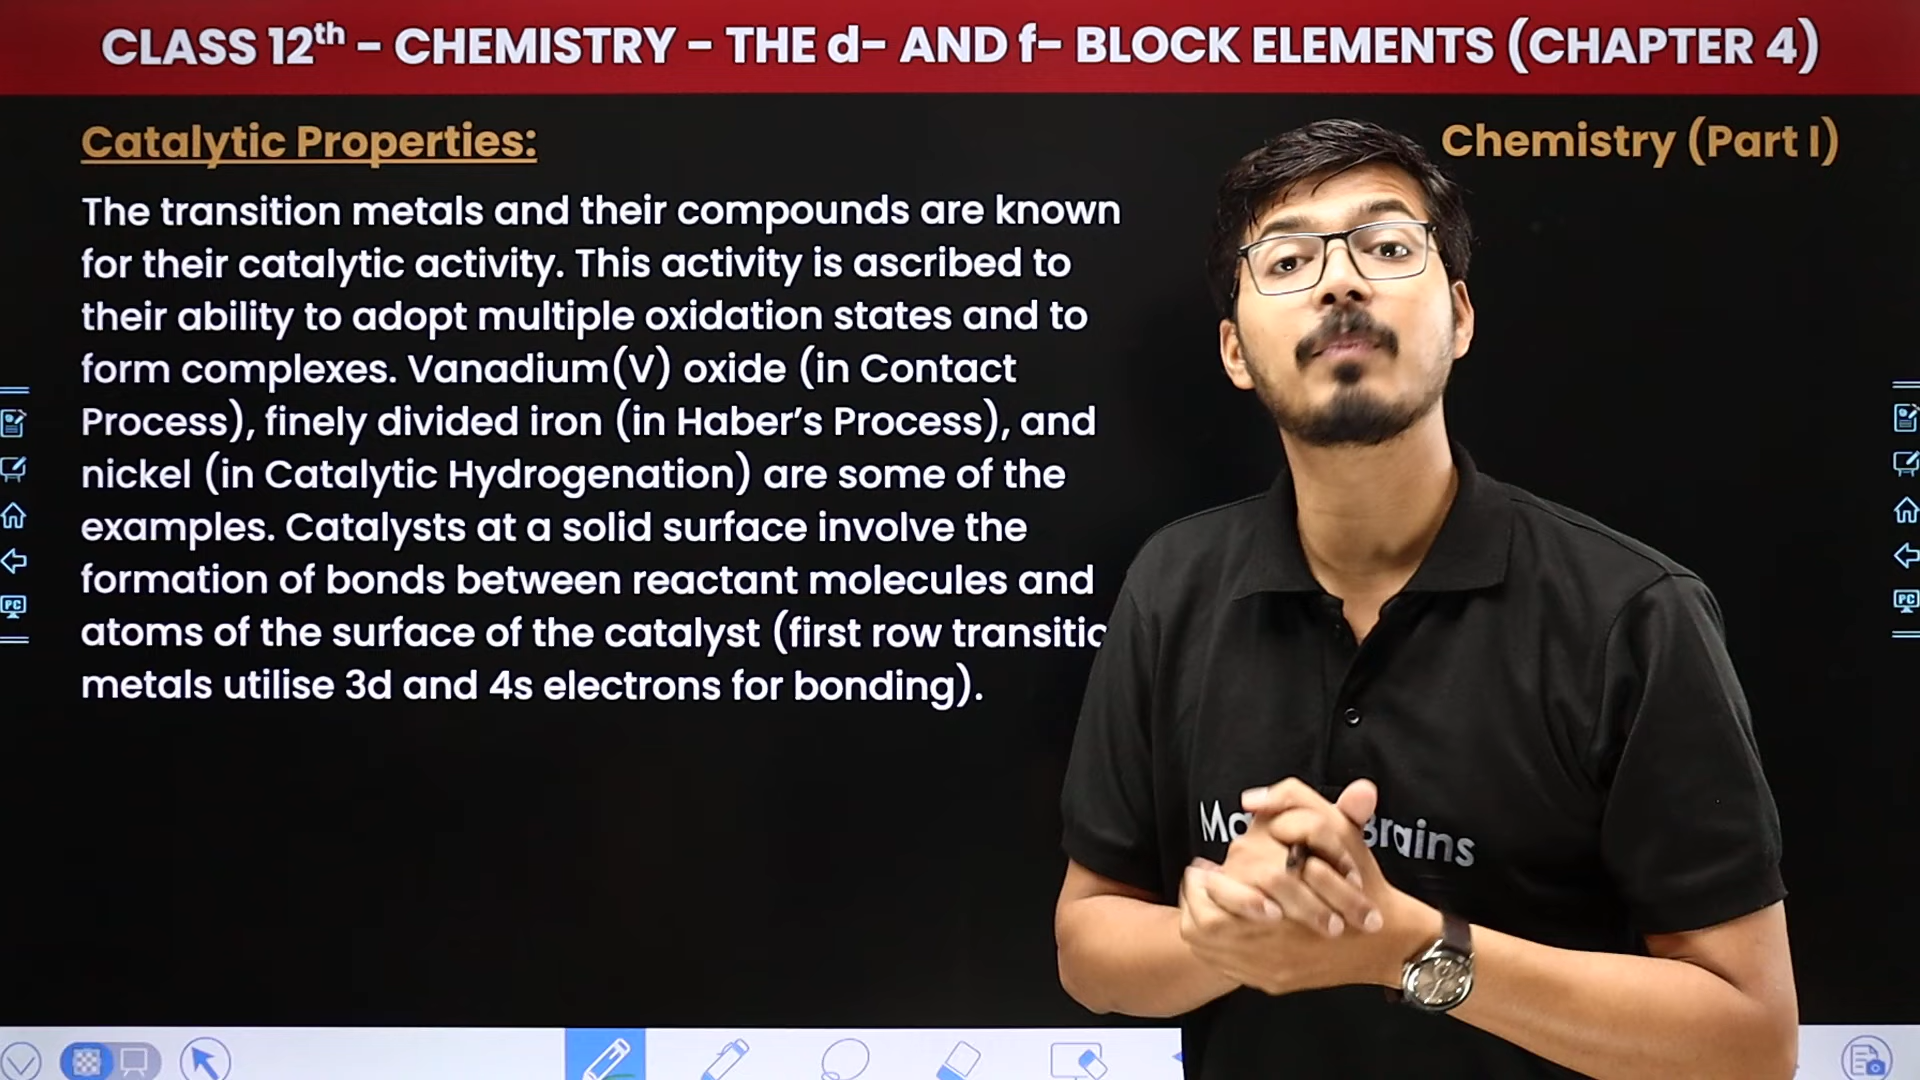 CLASS 12th – CHEMISTRY – THE d– AND f– BLOCK ELEMENTS (CHAPTER 4)
Catalytic Properties:
Chemistry (Part I)
The transition metals and their compounds are known
for their catalytic activity. This activity is ascribed to
their ability to adopt multiple oxidation states and to
form complexes. Vanadium(V) oxide (in Contact
Process), finely divided iron (in Haber’s Process), and
nickel (in Catalytic Hydrogenation) are some of the
examples. Catalysts at a solid surface involve the
formation of bonds between reactant molecules and
atoms of the surface of the catalyst (first row
metals utilise 3d and 4s electrons for bonding).
PC
PC
Brains